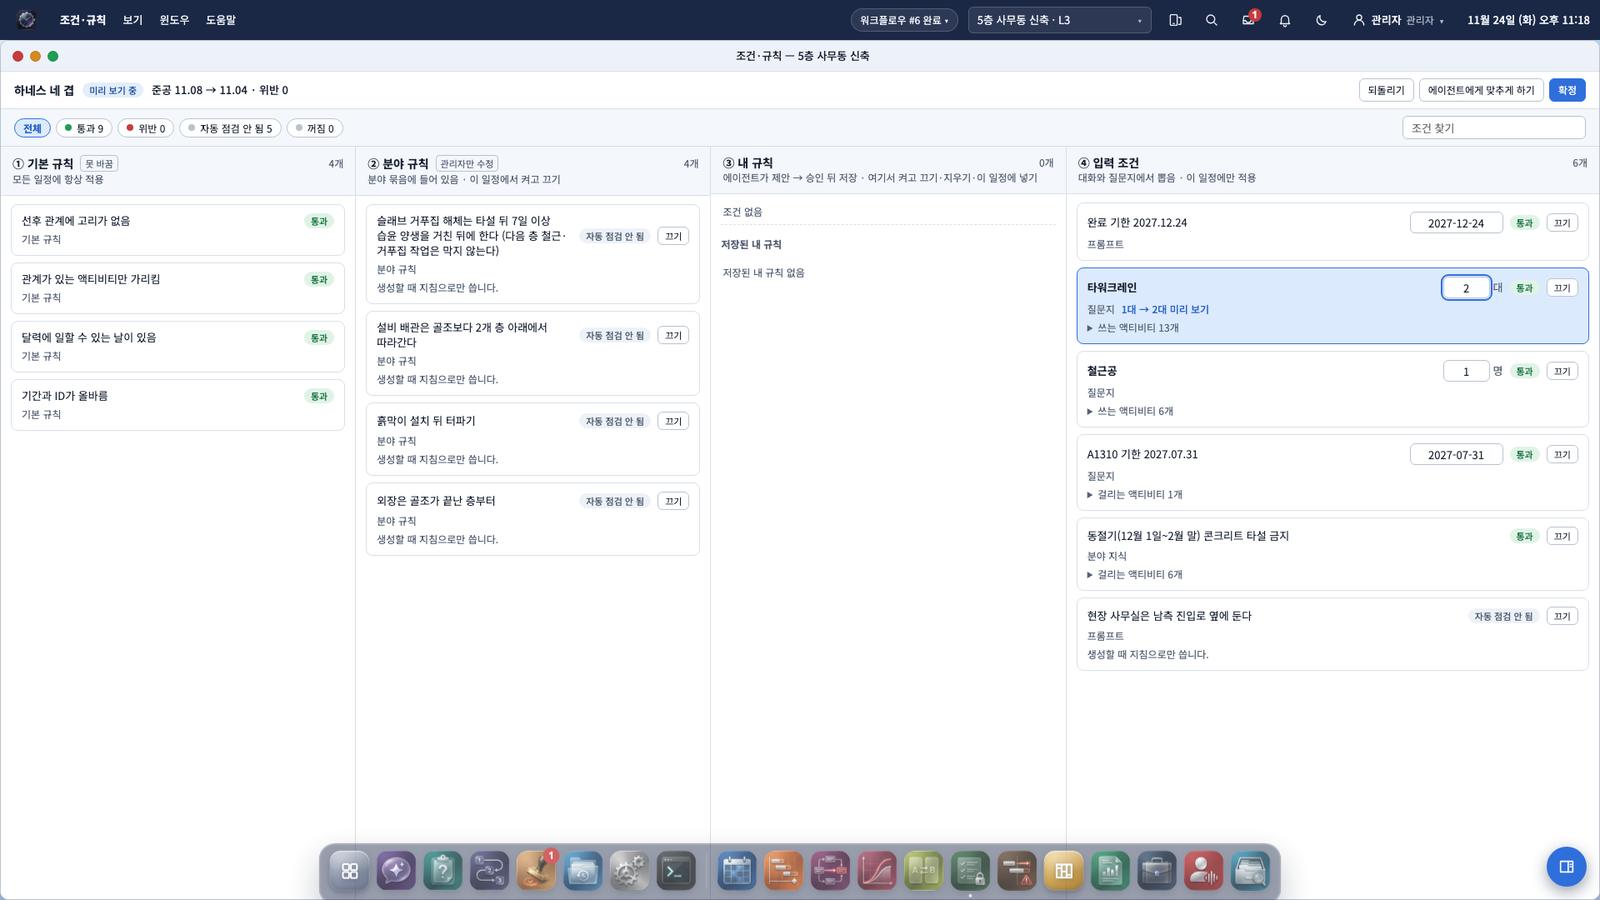 조건·규칙
보기
윈도우
도움말
워크플로우 #6 완료 ▾
5층 사무동 신축 · L3
1
관리자 관리자 ▾
11월 24일 (화) 오후 11:18
조건·규칙 — 5층 사무동 신축
하네스 네 겹
미리 보기 중
준공 11.08 → 11.04 · 위반 0
되돌리기
에이전트에게 맞추게 하기
확정
전체
통과 9
위반 0
자동 점검 안 됨 5
꺼짐 0
조건 찾기
① 기본 규칙 못 바꿈 4개
모든 일정에 항상 적용
선후 관계에 고리가 없음 통과
기본 규칙
관계가 있는 액티비티만 가리킴 통과
기본 규칙
달력에 일할 수 있는 날이 있음 통과
기본 규칙
기간과 ID가 올바름 통과
기본 규칙
② 분야 규칙 관리자만 수정 4개
분야 묶음에 들어 있음 · 이 일정에서 켜고 끄기
슬래브 거푸집 해체는 타설 뒤 7일 이상
습윤 양생을 거친 뒤에 한다 (다음 층 철근· 자동 점검 안 됨 끄기
거푸집 작업은 막지 않는다)
분야 규칙
생성할 때 지침으로만 씁니다.
설비 배관은 골조보다 2개 층 아래에서 자동 점검 안 됨 끄기
따라간다
분야 규칙
생성할 때 지침으로만 씁니다.
흙막이 설치 뒤 터파기 자동 점검 안 됨 끄기
분야 규칙
생성할 때 지침으로만 씁니다.
외장은 골조가 끝난 층부터 자동 점검 안 됨 끄기
분야 규칙
생성할 때 지침으로만 씁니다.
③ 내 규칙 0개
에이전트가 제안 → 승인 뒤 저장 · 여기서 켜고 끄기·지우기·이 일정에 넣기
조건 없음
저장된 내 규칙
저장된 내 규칙 없음
④ 입력 조건 6개
대화와 질문지에서 뽑음 · 이 일정에만 적용
완료 기한 2027.12.24 2027-12-24 통과 끄기
프롬프트
타워크레인 2 대 통과 끄기
질문지 1대 → 2대 미리 보기
▶ 쓰는 액티비티 13개
철근공 1 명 통과 끄기
질문지
▶ 쓰는 액티비티 6개
A1310 기한 2027.07.31 2027-07-31 통과 끄기
질문지
▶ 걸리는 액티비티 1개
동절기(12월 1일~2월 말) 콘크리트 타설 금지 통과 끄기
분야 지식
▶ 걸리는 액티비티 6개
현장 사무실은 남측 진입로 옆에 둔다 자동 점검 안 됨 끄기
프롬프트
생성할 때 지침으로만 씁니다.
1